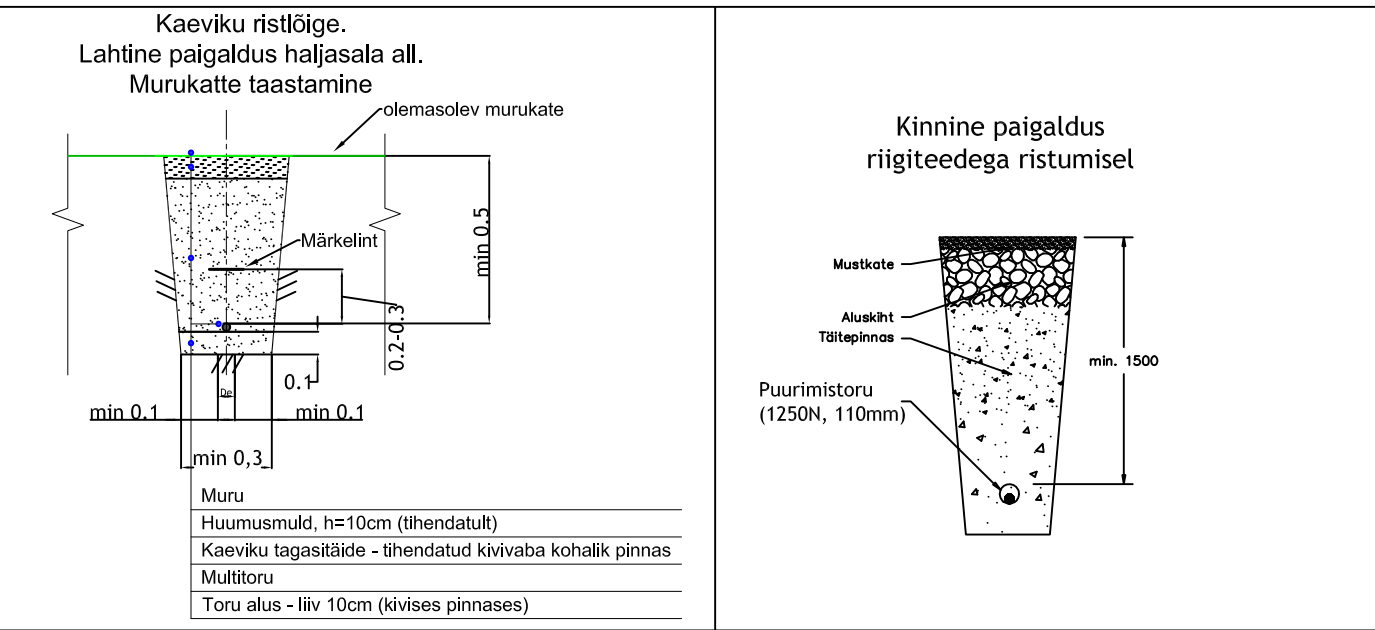 Kaeviku ristlõige.
Lahtine paigaldus haljasala all.
Murukatte taastamine
olemasolev murukate
Märkelint
min 0.5
0.2-0.3
0.1
De
min 0.1
min 0.1
min 0,3
Muru
Huumusmuld, h=10cm (tihendatult)
Kaeviku tagasitäide - tihendatud kivivaba kohalik pinnas
Multitoru
Toru alus - liiv 10cm (kivises pinnases)
Kinnine paigaldus
riigiteedega ristumisel
Mustkate
Aluskiht
Täitepinnas
min. 1500
Puurimistoru
(1250N, 110mm)